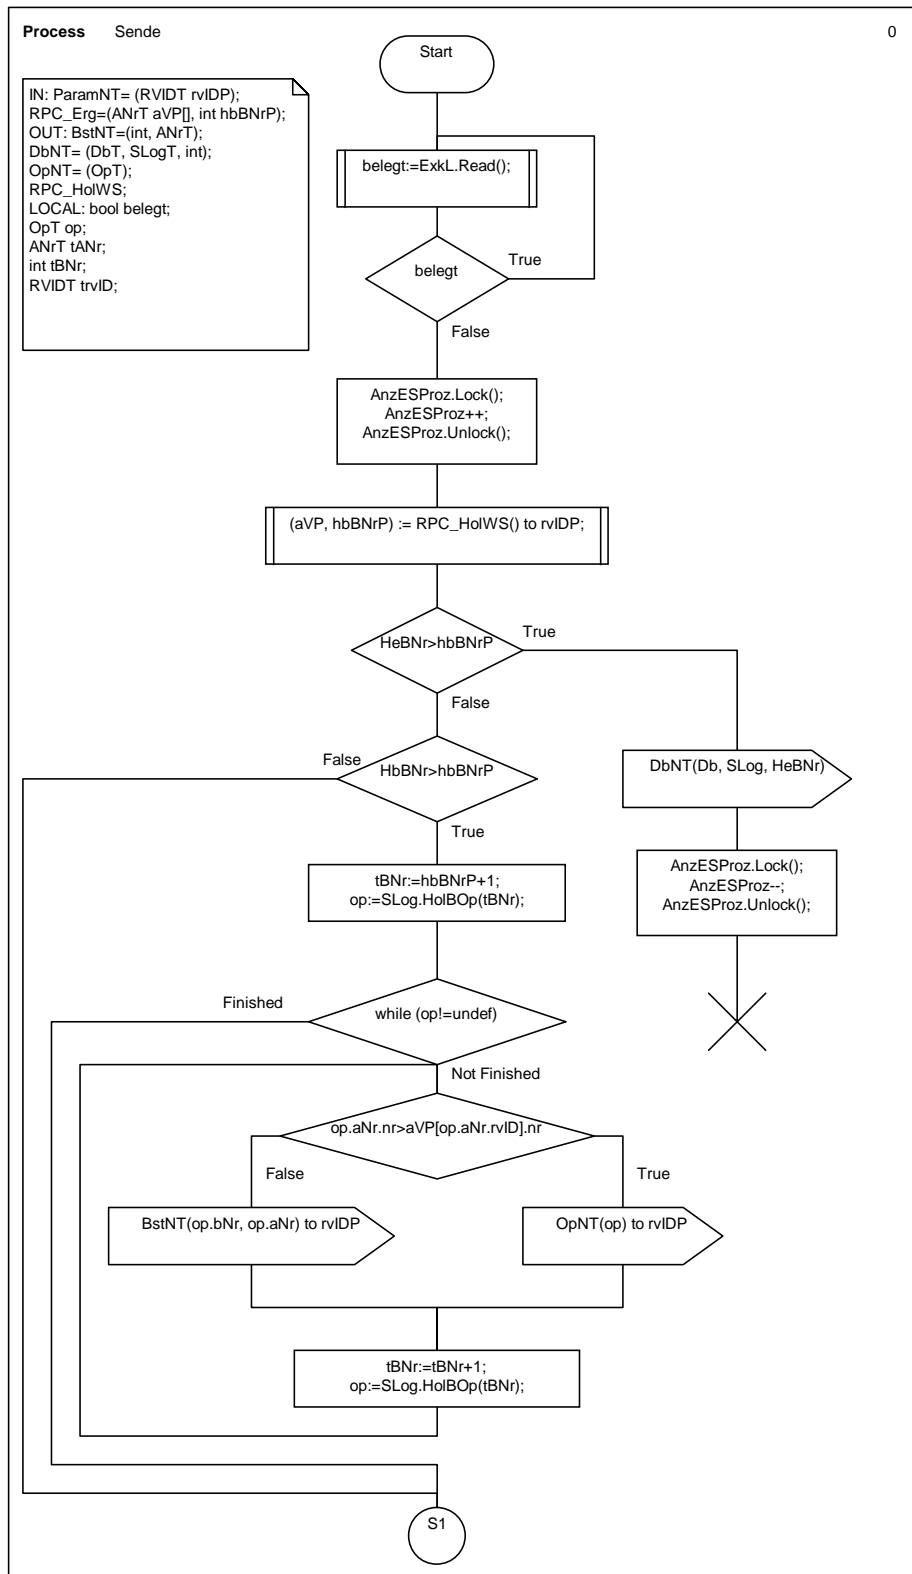 Process Sende 0
IN: ParamNT= (RVIDT rvIDP);
RPC_Erg=(ANrT aVP[], int hbBNrP);
OUT: BstNT=(int, ANrT);
DbNT= (DbT, SLogT, int);
OpNT= (OpT);
RPC_HolWS;
LOCAL: bool belegt;
OpT op;
ANrT tANr;
int tBNr;
RVIDT trvID;
Start
belegt:=ExkL.Read();
belegt
True
False
AnzESProz.Lock();
AnzESProz++;
AnzESProz.Unlock();
(aVP, hbBNrP) := RPC_HolWS() to rvIDP;
HeBNr>hbBNrP
True
False
HbBNr>hbBNrP
False
True
DbNT(Db, SLog, HeBNr)
AnzESProz.Lock();
AnzESProz--;
AnzESProz.Unlock();
tBNr:=hbBNrP+1;
op:=SLog.HolBOp(tBNr);
Finished
while (op!=undef)
Not Finished
op.aNr.nr>aVP[op.aNr.rvID].nr
False
True
BstNT(op.bNr, op.aNr) to rvIDP
OpNT(op) to rvIDP
tBNr:=tBNr+1;
op:=SLog.HolBOp(tBNr);
S1